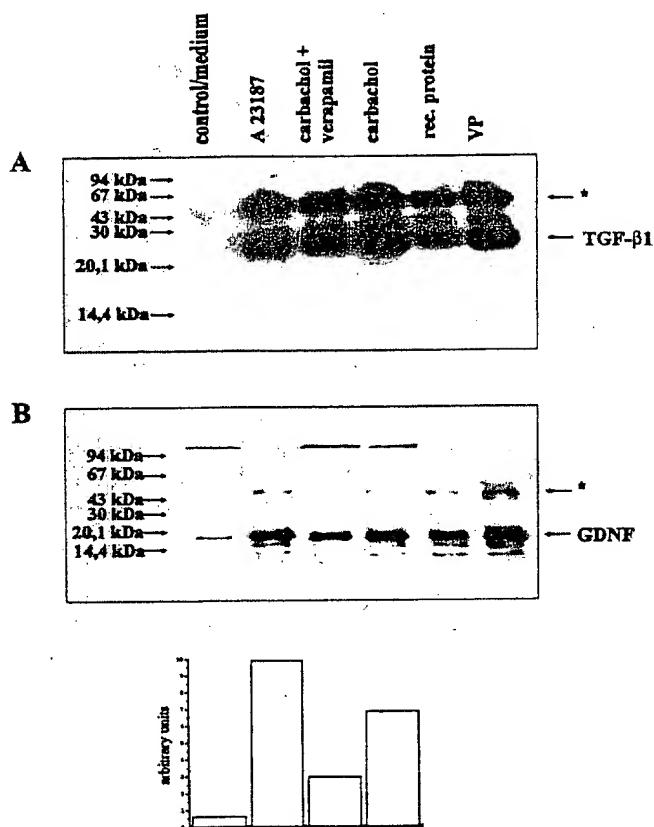 control/medium
A 23187
carbachol +
verapamil
carbachol
rec. protein
VP
A
94 kDa
67 kDa
43 kDa
30 kDa
20,1 kDa
14,4 kDa
*
TGF-β1
B
94 kDa
67 kDa
43 kDa
30 kDa
20,1 kDa
14,4 kDa
*
GDNF
arbitrary units